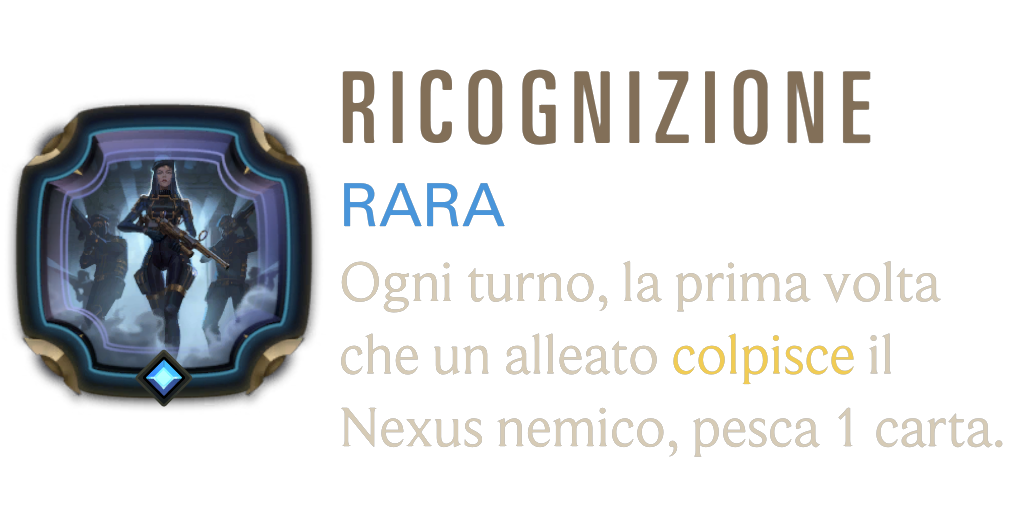 RICOGNIZIONE
RARA
Ogni turno, la prima volta
che un alleato colpisce il
Nexus nemico, pesca 1 carta.